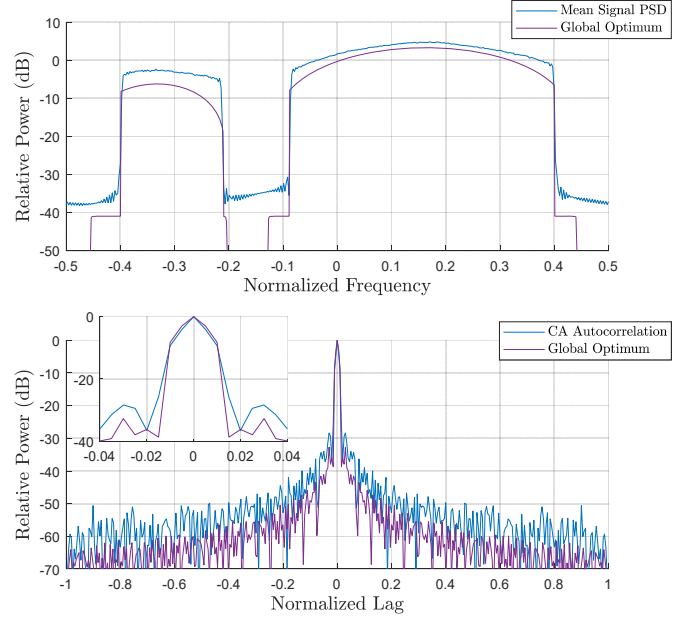 Mean Signal PSD
Global Optimum
10
0
-10
-20
-30
-40
-50
Relative Power (dB)
-0.5 -0.4 -0.3 -0.2 -0.1 0 0.1 0.2 0.3 0.4 0.5
Normalized Frequency
CA Autocorrelation
Global Optimum
0
-20
-40
-0.04 -0.02 0 0.02 0.04
0
-10
-20
-30
-40
-50
-60
-70
Relative Power (dB)
-1 -0.8 -0.6 -0.4 -0.2 0 0.2 0.4 0.6 0.8 1
Normalized Lag